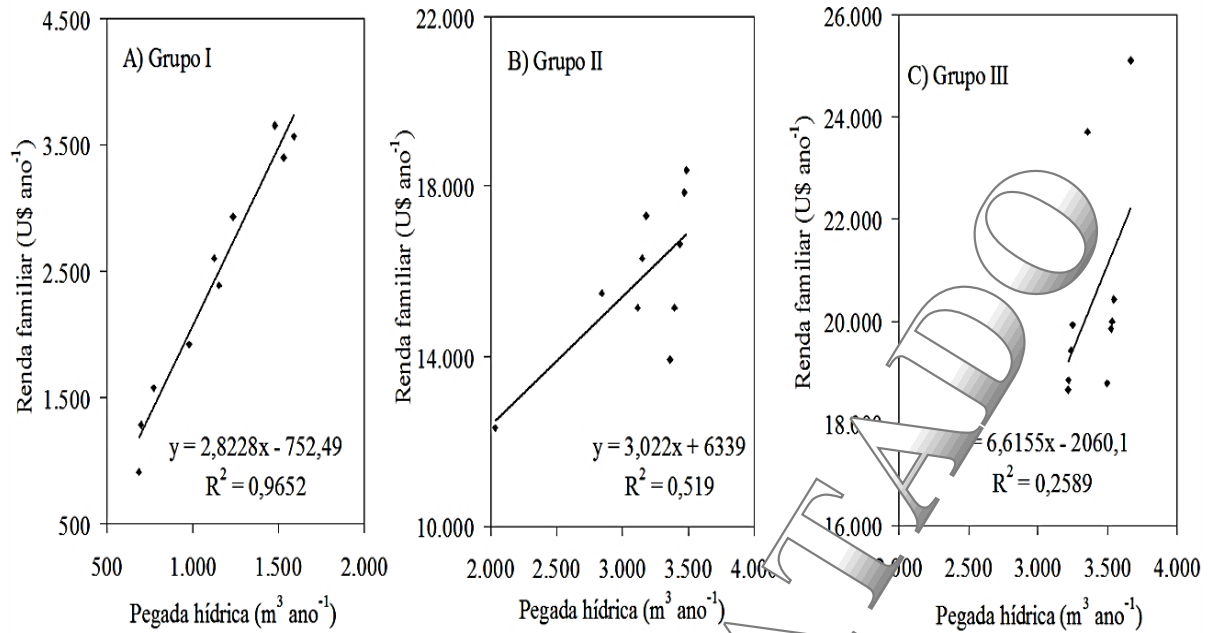 A) Grupo I
Renda familiar (U$ ano-1)
4.500
3.500
2.500
1.500
500
y = 2,8228x - 752,49
R2 = 0,9652
500 1.000 1.500 2.000
Pegada hídrica (m3 ano-1)
B) Grupo II
Renda familiar (U$ ano-1)
22.000
18.000
14.000
10.000
y = 3,022x + 6339
R2 = 0,519
2.000 2.500 3.000 3.500 4.000
Pegada hídrica (m3 ano-1)
C) Grupo III
Renda familiar (U$ ano-1)
26.000
24.000
22.000
20.000
18.000
16.000
= 6,6155x - 2060,1
R2 = 0,2589
3.000 3.500 4.000
Pegada hídrica (m3 ano-1)
TADO